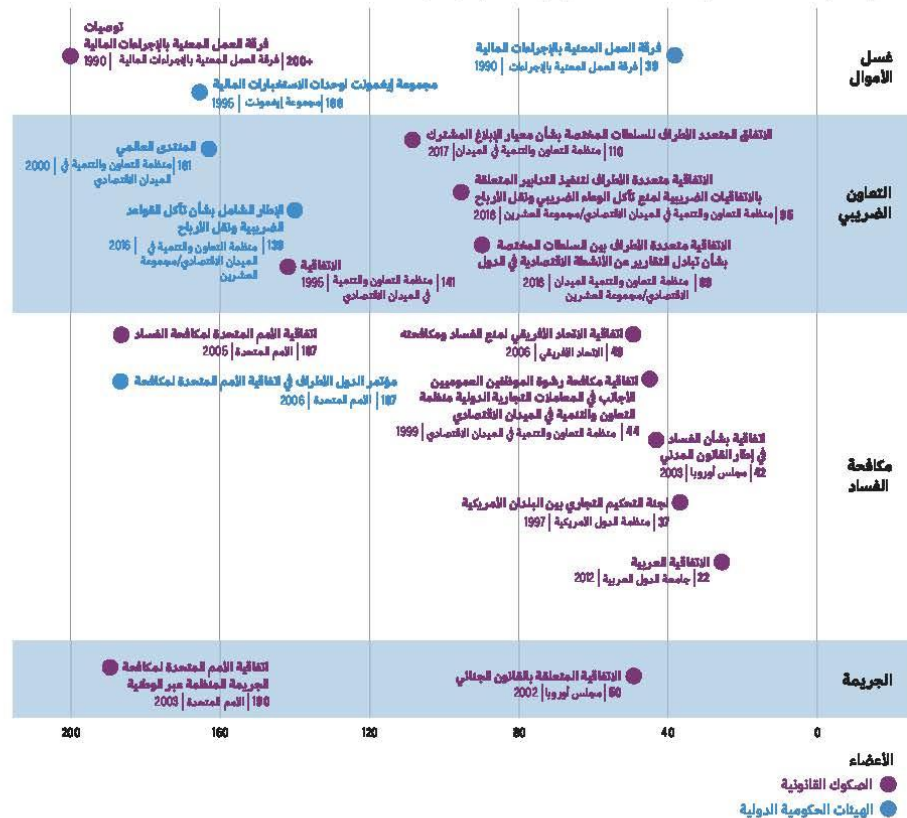 غسل
الأموال
فرقة العمل المعنية بالإجراءات المالية
39 | فرقة العمل المعنية بالإجراءات | 1990
توصيات
فرقة العمل المعنية بالإجراءات المالية
200+ | فرقة العمل المعنية بالإجراءات المالية | 1990
مجموعة إيغمونت لوحدات الاستخبارات المالية
166 | مجموعة إيغمونت | 1995
التعاون
الضريبي
الاتفاق المتعدد الأطراف للسلطات المختصة بشأن معيار الإبلاغ المشترك
110 | منظمة التعاون والتنمية في الميدان | 2017
الاتفاقية متعددة الأطراف لتنفيذ التدابير المتعلقة
بالاتفاقيات الضريبية لمنع تآكل الوعاء الضريبي ونقل الأرباح
95 | منظمة التعاون والتنمية في الميدان الاقتصادي/مجموعة العشرين | 2016
الاتفاقية متعددة الأطراف بين السلطات المختصة
بشأن تبادل التقارير عن الأنشطة الاقتصادية في الدول
89 | منظمة التعاون والتنمية الميدان | 2016
الاقتصادي/مجموعة العشرين
المنتدى العالمي
161 | منظمة التعاون والتنمية في | 2000
الميدان الاقتصادي
الإطار الشامل بشأن تآكل القواعد
الضريبية ونقل الأرباح
139 | منظمة التعاون والتنمية في | 2016
الميدان الاقتصادي/مجموعة
العشرين
الاتفاقية
141 | منظمة التعاون والتنمية | 1995
في الميدان الاقتصادي
مكافحة
الفساد
اتفاقية الاتحاد الأفريقي لمنع الفساد ومكافحته
49 | الاتحاد الأفريقي | 2006
اتفاقية مكافحة رشوة الموظفين العموميين
الأجانب في المعاملات التجارية الدولية منظمة
التعاون والتنمية في الميدان الاقتصادي
44 | منظمة التعاون والتنمية في الميدان الاقتصادي | 1999
اتفاقية بشأن الفساد
في إطار القانون المدني
42 | مجلس أوروبا | 2003
لجنة التحكيم التجاري بين البلدان الأمريكية
37 | منظمة الدول الأمريكية | 1997
الاتفاقية العربية
22 | جامعة الدول العربية | 2012
اتفاقية الأمم المتحدة لمكافحة الفساد
187 | الأمم المتحدة | 2005
مؤتمر الدول الأطراف في اتفاقية الأمم المتحدة لمكافحة
187 | الأمم المتحدة | 2006
الجريمة
الاتفاقية المتعلقة بالقانون الجنائي
50 | مجلس أوروبا | 2002
اتفاقية الأمم المتحدة لمكافحة
الجريمة المنظمة عبر الوطنية
190 | الأمم المتحدة | 2003
0 40 80 120 160 200
الأعضاء
الصكوك القانونية
الهيئات الحكومية الدولية